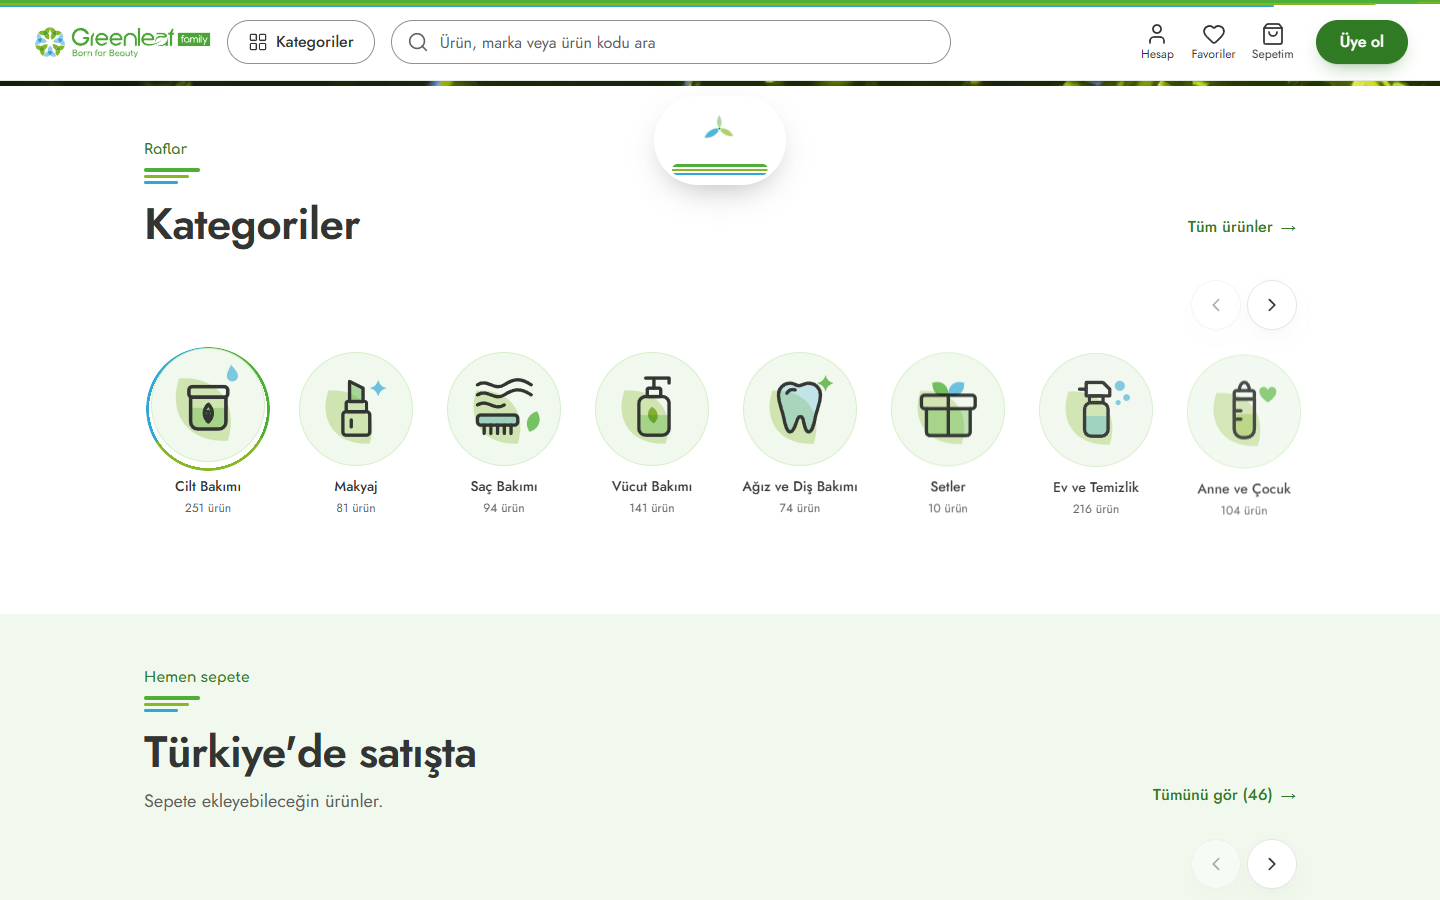 Greenleaf family
Born for Beauty
Kategoriler
Ürün, marka veya ürün kodu ara
Hesap
Favoriler
Sepetim
Üye ol
Raflar
Kategoriler
Tüm ürünler →
Cilt Bakımı
251 ürün
Makyaj
81 ürün
Saç Bakımı
94 ürün
Vücut Bakımı
141 ürün
Ağız ve Diş Bakımı
74 ürün
Setler
10 ürün
Ev ve Temizlik
216 ürün
Anne ve Çocuk
104 ürün
Hemen sepete
Türkiye'de satışta
Sepete ekleyebileceğin ürünler.
Tümünü gör (46) →